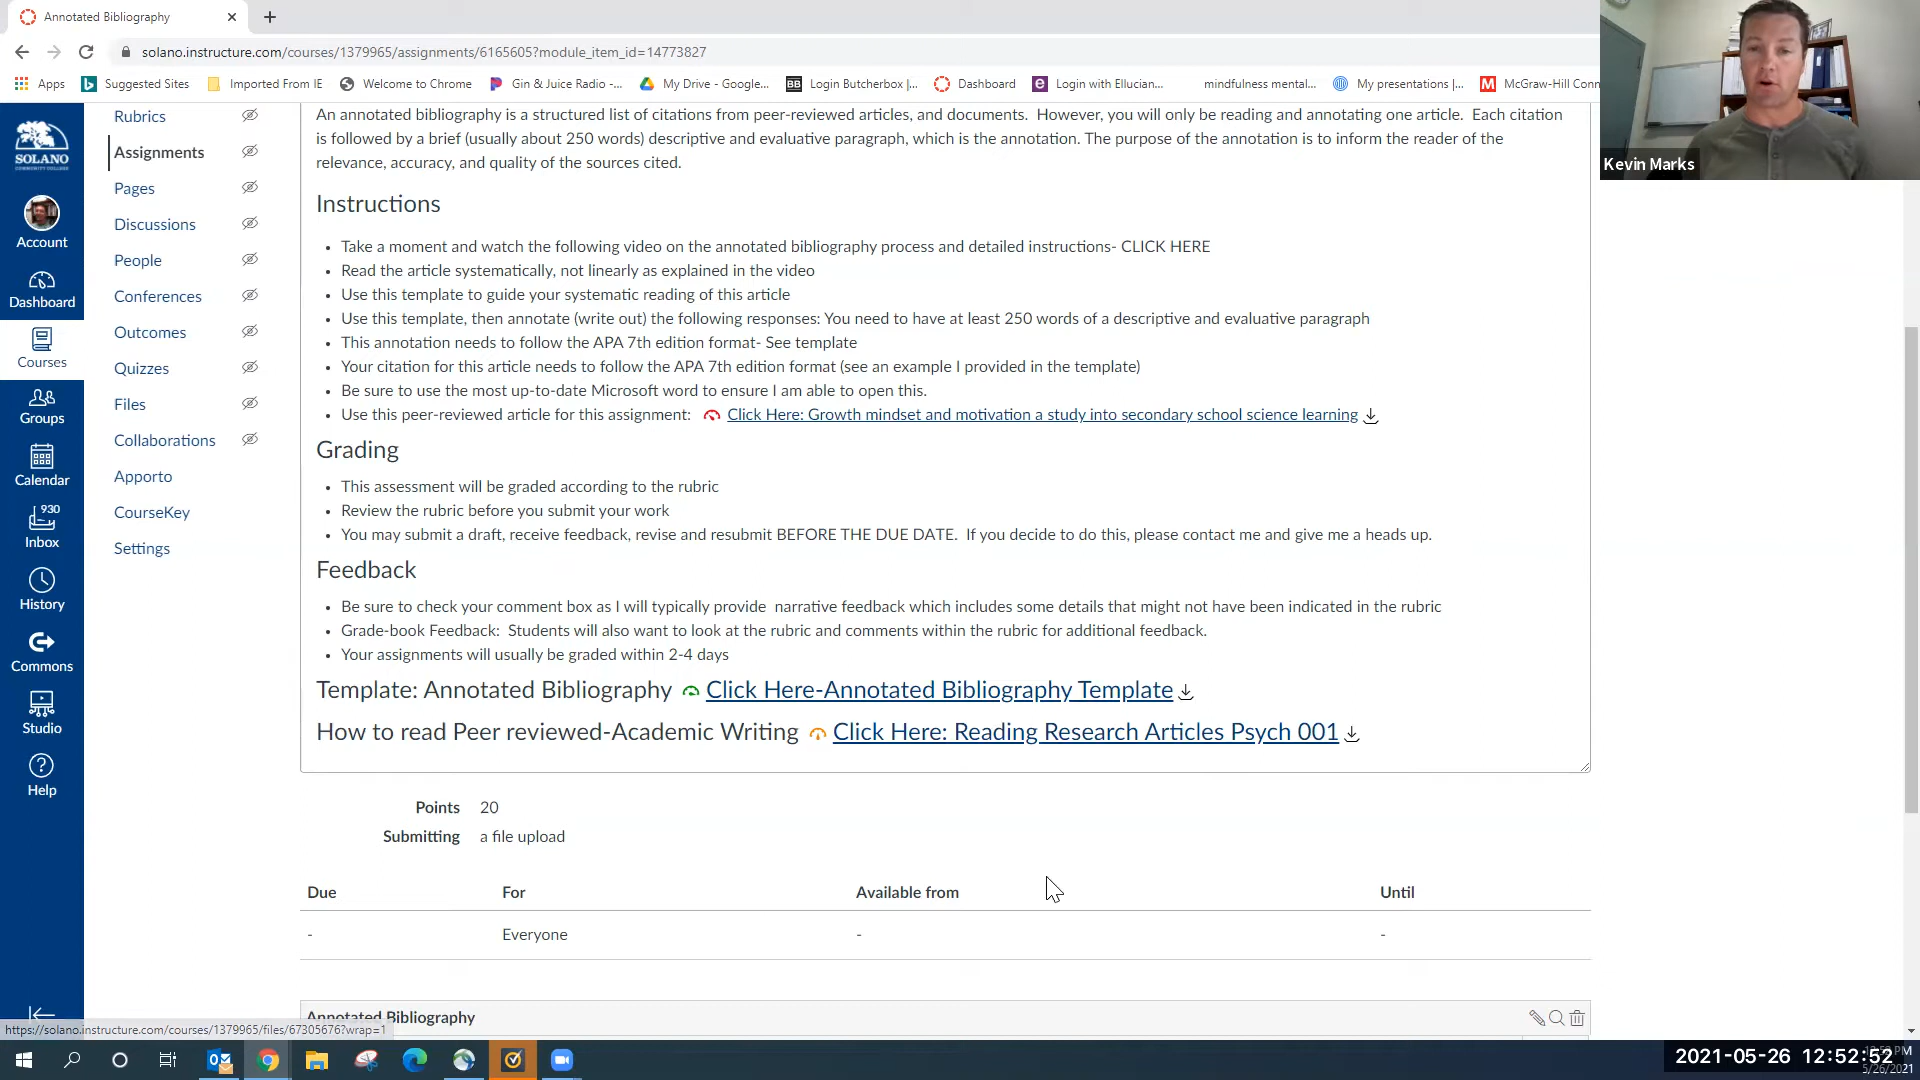 Annotated Bibliography
solano.instructure.com/courses/1379965/assignments/6165605?module_item_id=14773827
Apps
Suggested Sites
Imported From IE
Welcome to Chrome
Gin & Juice Radio -...
My Drive - Google...
Login Butcherbox |...
Dashboard
Login with Ellucian...
mindfulness mental...
My presentations |...
McGraw-Hill Conn
Kevin Marks
SOLANO
COMMUNITY COLLEGE
Account
Dashboard
Courses
Groups
Calendar
930
Inbox
History
Commons
Studio
Help
Rubrics
Assignments
Pages
Discussions
People
Conferences
Outcomes
Quizzes
Files
Collaborations
Apporto
CourseKey
Settings
An annotated bibliography is a structured list of citations from peer-reviewed articles, and documents. However, you will only be reading and annotating one article. Each citation
is followed by a brief (usually about 250 words) descriptive and evaluative paragraph, which is the annotation. The purpose of the annotation is to inform the reader of the
relevance, accuracy, and quality of the sources cited.
Instructions
• Take a moment and watch the following video on the annotated bibliography process and detailed instructions- CLICK HERE
• Read the article systematically, not linearly as explained in the video
• Use this template to guide your systematic reading of this article
• Use this template, then annotate (write out) the following responses: You need to have at least 250 words of a descriptive and evaluative paragraph
• This annotation needs to follow the APA 7th edition format- See template
• Your citation for this article needs to follow the APA 7th edition format (see an example I provided in the template)
• Be sure to use the most up-to-date Microsoft word to ensure I am able to open this.
• Use this peer-reviewed article for this assignment: Click Here: Growth mindset and motivation a study into secondary school science learning
Grading
• This assessment will be graded according to the rubric
• Review the rubric before you submit your work
• You may submit a draft, receive feedback, revise and resubmit BEFORE THE DUE DATE. If you decide to do this, please contact me and give me a heads up.
Feedback
• Be sure to check your comment box as I will typically provide narrative feedback which includes some details that might not have been indicated in the rubric
• Grade-book Feedback: Students will also want to look at the rubric and comments within the rubric for additional feedback.
• Your assignments will usually be graded within 2-4 days
Template: Annotated Bibliography Click Here-Annotated Bibliography Template
How to read Peer reviewed-Academic Writing Click Here: Reading Research Articles Psych 001
Points 20
Submitting a file upload
Due For Available from Until
- Everyone - -
Annotated Bibliography
https://solano.instructure.com/courses/1379965/files/67305676?wrap=1
2021-05-26 12:52:52
5/26/2021